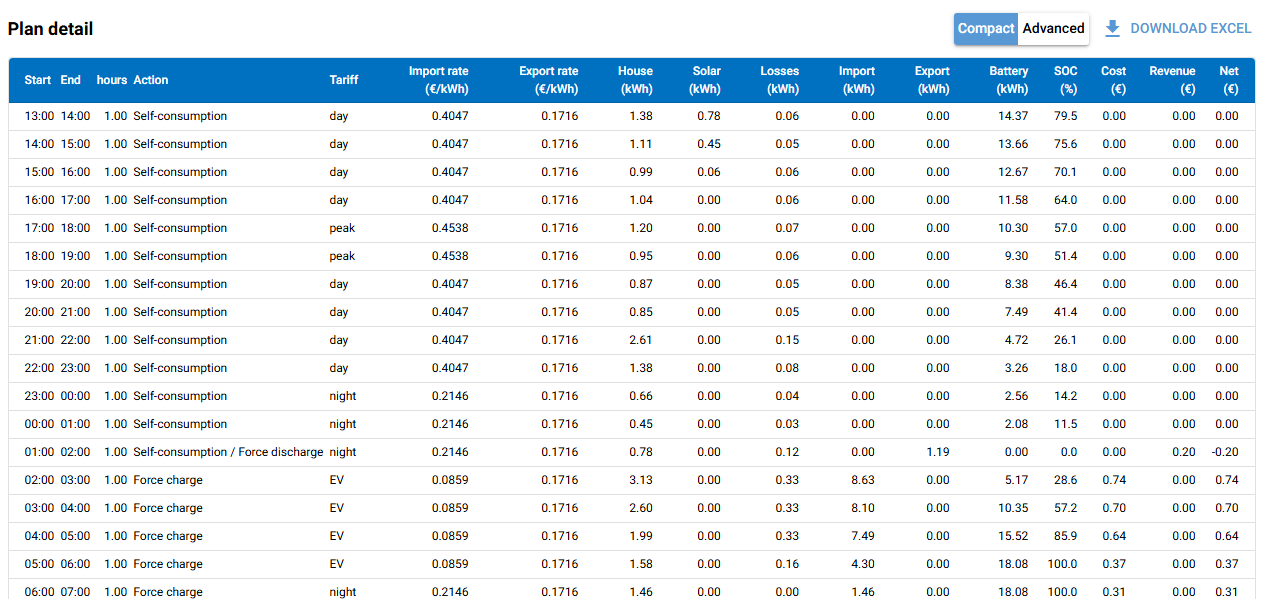 Plan detail
Compact Advanced DOWNLOAD EXCEL
Start End hours Action Tariff Import rate (€/kWh) Export rate (€/kWh) House (kWh) Solar (kWh) Losses (kWh) Import (kWh) Export (kWh) Battery (kWh) SOC (%) Cost (€) Revenue (€) Net (€)
13:00 14:00 1.00 Self-consumption day 0.4047 0.1716 1.38 0.78 0.06 0.00 0.00 14.37 79.5 0.00 0.00 0.00
14:00 15:00 1.00 Self-consumption day 0.4047 0.1716 1.11 0.45 0.05 0.00 0.00 13.66 75.6 0.00 0.00 0.00
15:00 16:00 1.00 Self-consumption day 0.4047 0.1716 0.99 0.06 0.06 0.00 0.00 12.67 70.1 0.00 0.00 0.00
16:00 17:00 1.00 Self-consumption day 0.4047 0.1716 1.04 0.00 0.06 0.00 0.00 11.58 64.0 0.00 0.00 0.00
17:00 18:00 1.00 Self-consumption peak 0.4538 0.1716 1.20 0.00 0.07 0.00 0.00 10.30 57.0 0.00 0.00 0.00
18:00 19:00 1.00 Self-consumption peak 0.4538 0.1716 0.95 0.00 0.06 0.00 0.00 9.30 51.4 0.00 0.00 0.00
19:00 20:00 1.00 Self-consumption day 0.4047 0.1716 0.87 0.00 0.05 0.00 0.00 8.38 46.4 0.00 0.00 0.00
20:00 21:00 1.00 Self-consumption day 0.4047 0.1716 0.85 0.00 0.05 0.00 0.00 7.49 41.4 0.00 0.00 0.00
21:00 22:00 1.00 Self-consumption day 0.4047 0.1716 2.61 0.00 0.15 0.00 0.00 4.72 26.1 0.00 0.00 0.00
22:00 23:00 1.00 Self-consumption day 0.4047 0.1716 1.38 0.00 0.08 0.00 0.00 3.26 18.0 0.00 0.00 0.00
23:00 00:00 1.00 Self-consumption night 0.2146 0.1716 0.66 0.00 0.04 0.00 0.00 2.56 14.2 0.00 0.00 0.00
00:00 01:00 1.00 Self-consumption night 0.2146 0.1716 0.45 0.00 0.03 0.00 0.00 2.08 11.5 0.00 0.00 0.00
01:00 02:00 1.00 Self-consumption / Force discharge night 0.2146 0.1716 0.78 0.00 0.12 0.00 1.19 0.00 0.0 0.00 0.20 -0.20
02:00 03:00 1.00 Force charge EV 0.0859 0.1716 3.13 0.00 0.33 8.63 0.00 5.17 28.6 0.74 0.00 0.74
03:00 04:00 1.00 Force charge EV 0.0859 0.1716 2.60 0.00 0.33 8.10 0.00 10.35 57.2 0.70 0.00 0.70
04:00 05:00 1.00 Force charge EV 0.0859 0.1716 1.99 0.00 0.33 7.49 0.00 15.52 85.9 0.64 0.00 0.64
05:00 06:00 1.00 Force charge EV 0.0859 0.1716 1.58 0.00 0.16 4.30 0.00 18.08 100.0 0.37 0.00 0.37
06:00 07:00 1.00 Force charge night 0.2146 0.1716 1.46 0.00 0.00 1.46 0.00 18.08 100.0 0.31 0.00 0.31